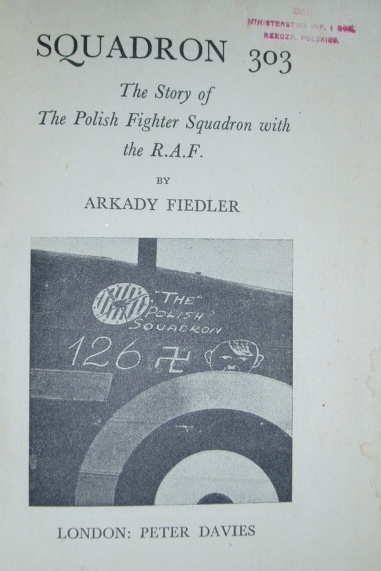 MINISTERSTWA INF. I DOK.
RZECZP. POLSKIEJ.
SQUADRON 303
The Story of
The Polish Fighter Squadron with
the R.A.F.
BY
ARKADY FIEDLER
"THE"
POLISH
SQUADRON
126
LONDON: PETER DAVIES